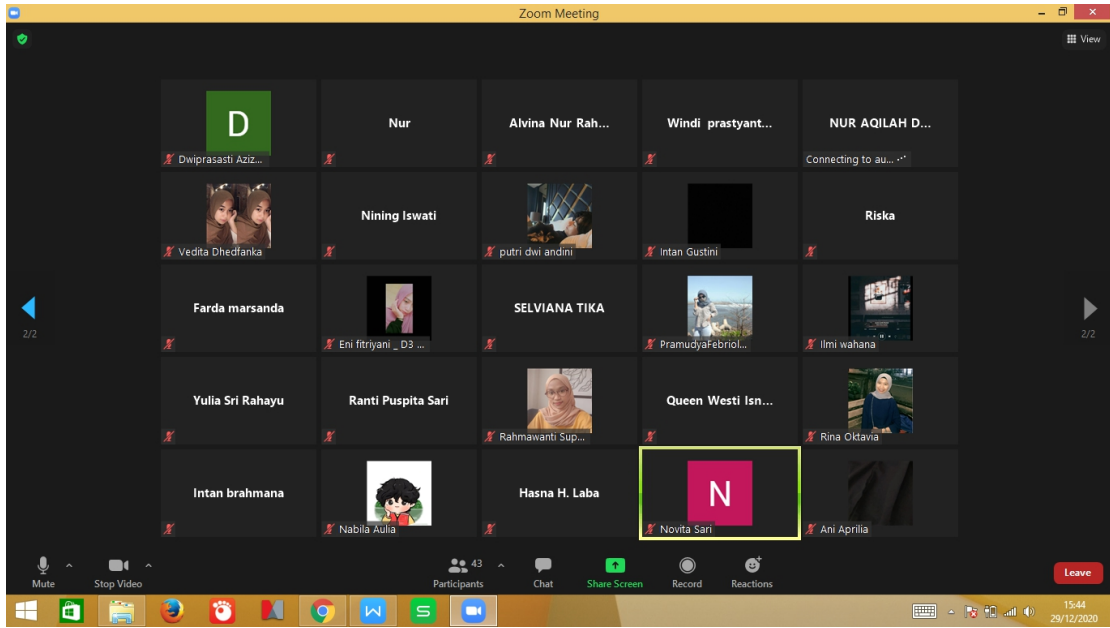 Zoom Meeting
View
D
Dwiprasasti Aziz...
Nur
Alvina Nur Rah...
Windi prastyant...
NUR AQILAH D...
Connecting to au...
Vedita Dhedfanka
Nining Iswati
putri dwi andini
Intan Gustini
Riska
Farda marsanda
Eni fitriyani _ D3 ...
SELVIANA TIKA
PramudyaFebriol...
Ilmi wahana
2/2
2/2
Yulia Sri Rahayu
Ranti Puspita Sari
Rahmawanti Sup...
Queen Westi Isn...
Rina Oktavia
Intan brahmana
Nabila Aulia
Hasna H. Laba
N
Novita Sari
Ani Aprilia
Mute
Stop Video
43
Participants
Chat
Share Screen
Record
Reactions
Leave
15:44
29/12/2020